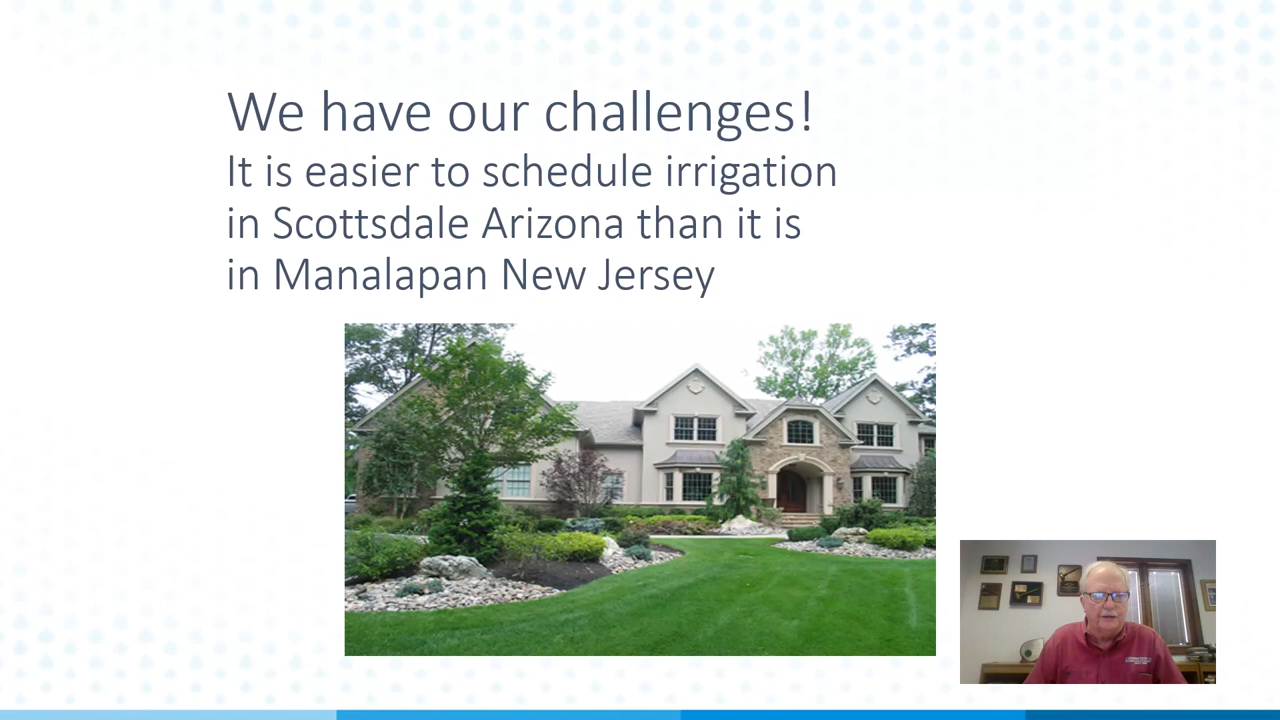 We have our challenges!
It is easier to schedule irrigation
in Scottsdale Arizona than it is
in Manalapan New Jersey